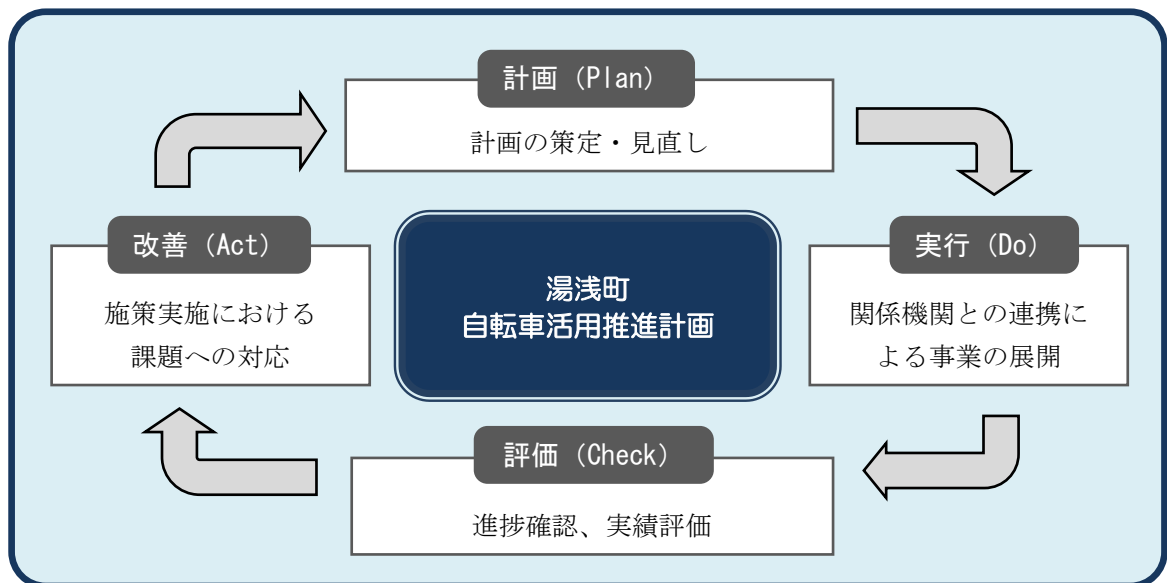 計画（Plan）
計画の策定・見直し
改善（Act）
施策実施における
課題への対応
湯浅町
自転車活用推進計画
実行（Do）
関係機関との連携に
よる事業の展開
評価（Check）
進捗確認、実績評価